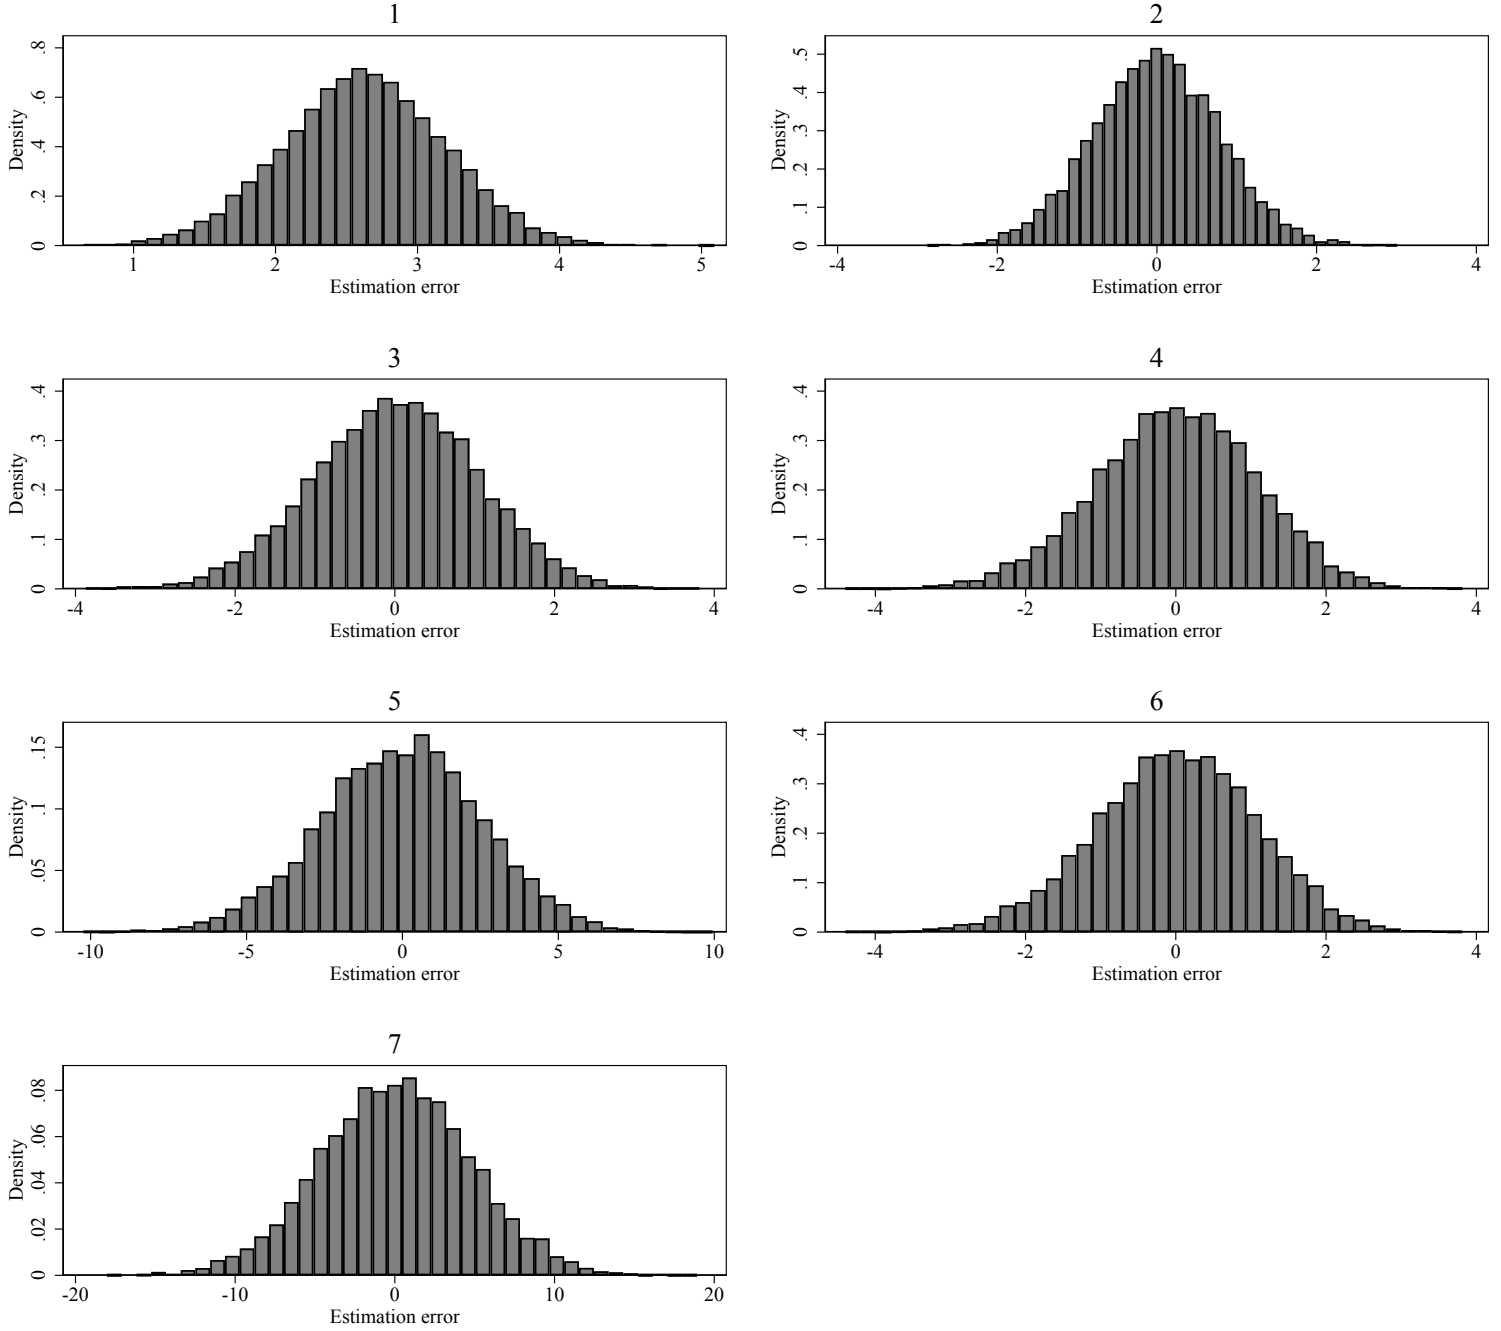 1
Density
0 .2 .4 .6 .8
1 2 3 4 5
Estimation error
2
Density
0 .1 .2 .3 .4 .5
-4 -2 0 2 4
Estimation error
3
Density
0 .1 .2 .3 .4
-4 -2 0 2 4
Estimation error
4
Density
0 .1 .2 .3 .4
-4 -2 0 2 4
Estimation error
5
Density
0 .05 .1 .15
-10 -5 0 5 10
Estimation error
6
Density
0 .1 .2 .3 .4
-4 -2 0 2 4
Estimation error
7
Density
0 .02 .04 .06 .08
-20 -10 0 10 20
Estimation error